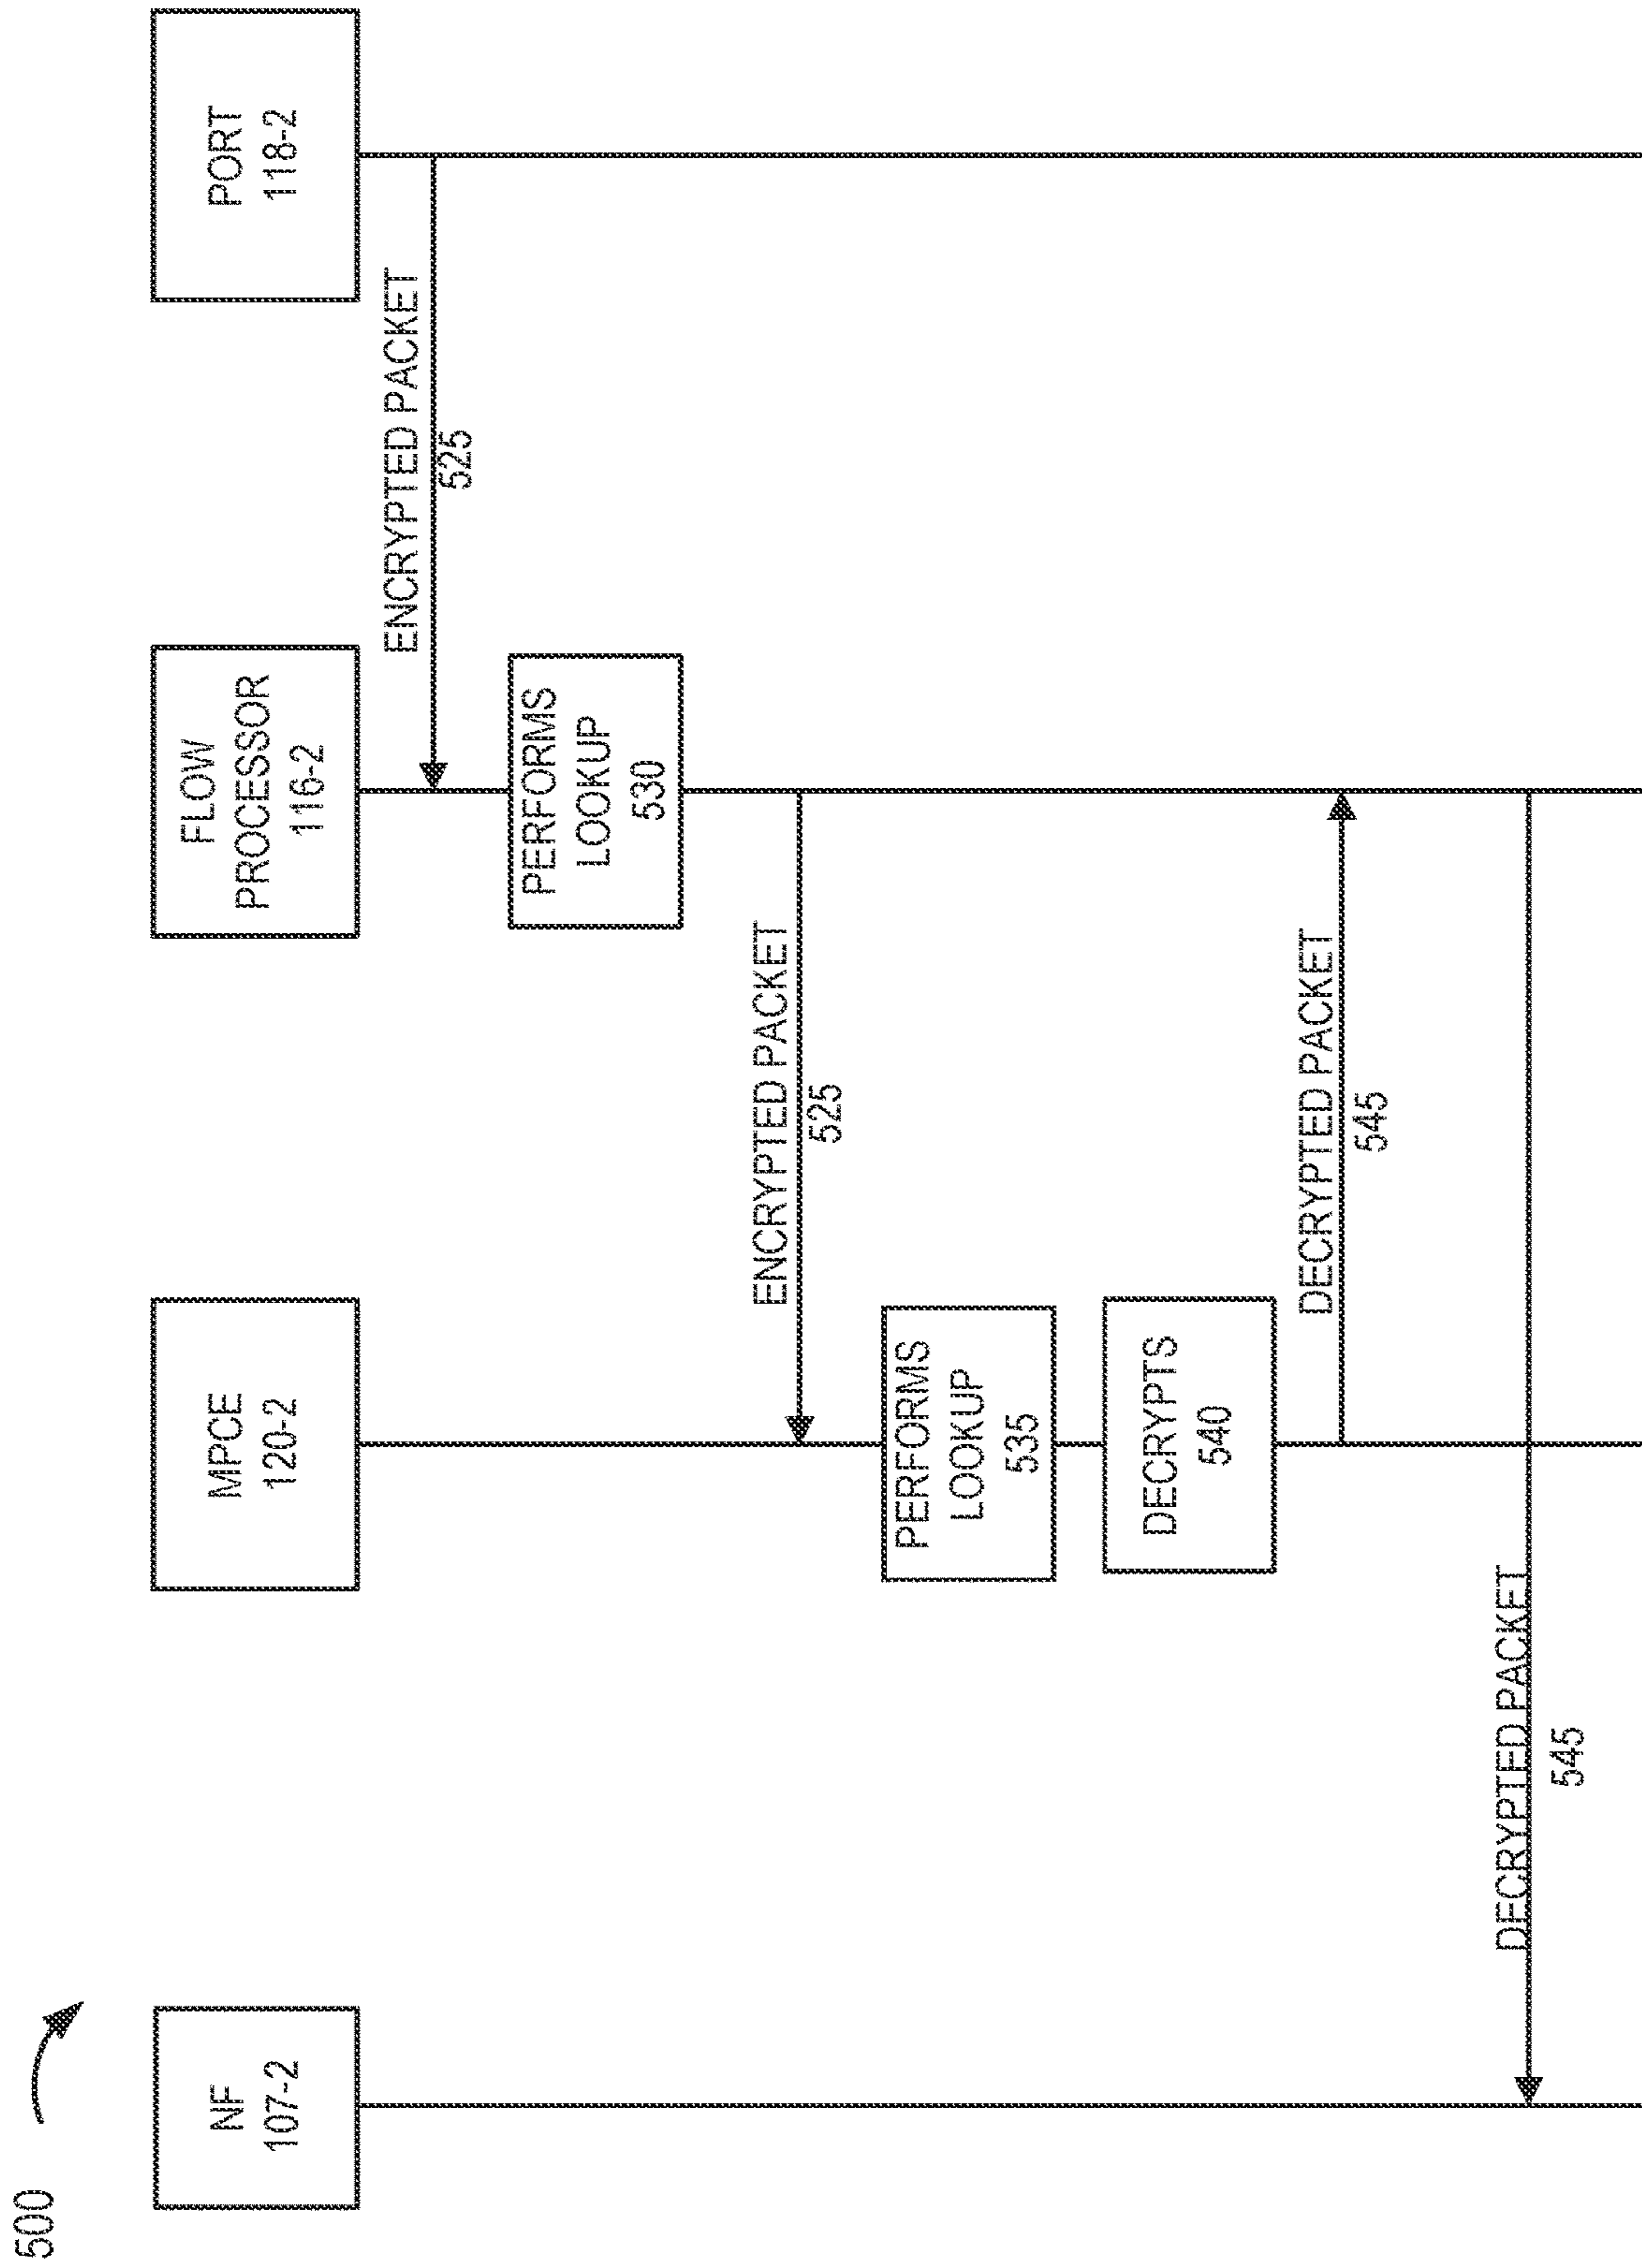 500
NF
107-2
MPCE
120-2
FLOW
PROCESSOR
116-2
PORT
118-2
ENCRYPTED PACKET
525
PERFORMS
LOOKUP
530
ENCRYPTED PACKET
525
PERFORMS
LOOKUP
535
DECRYPTS
540
DECRYPTED PACKET
545
DECRYPTED PACKET
545